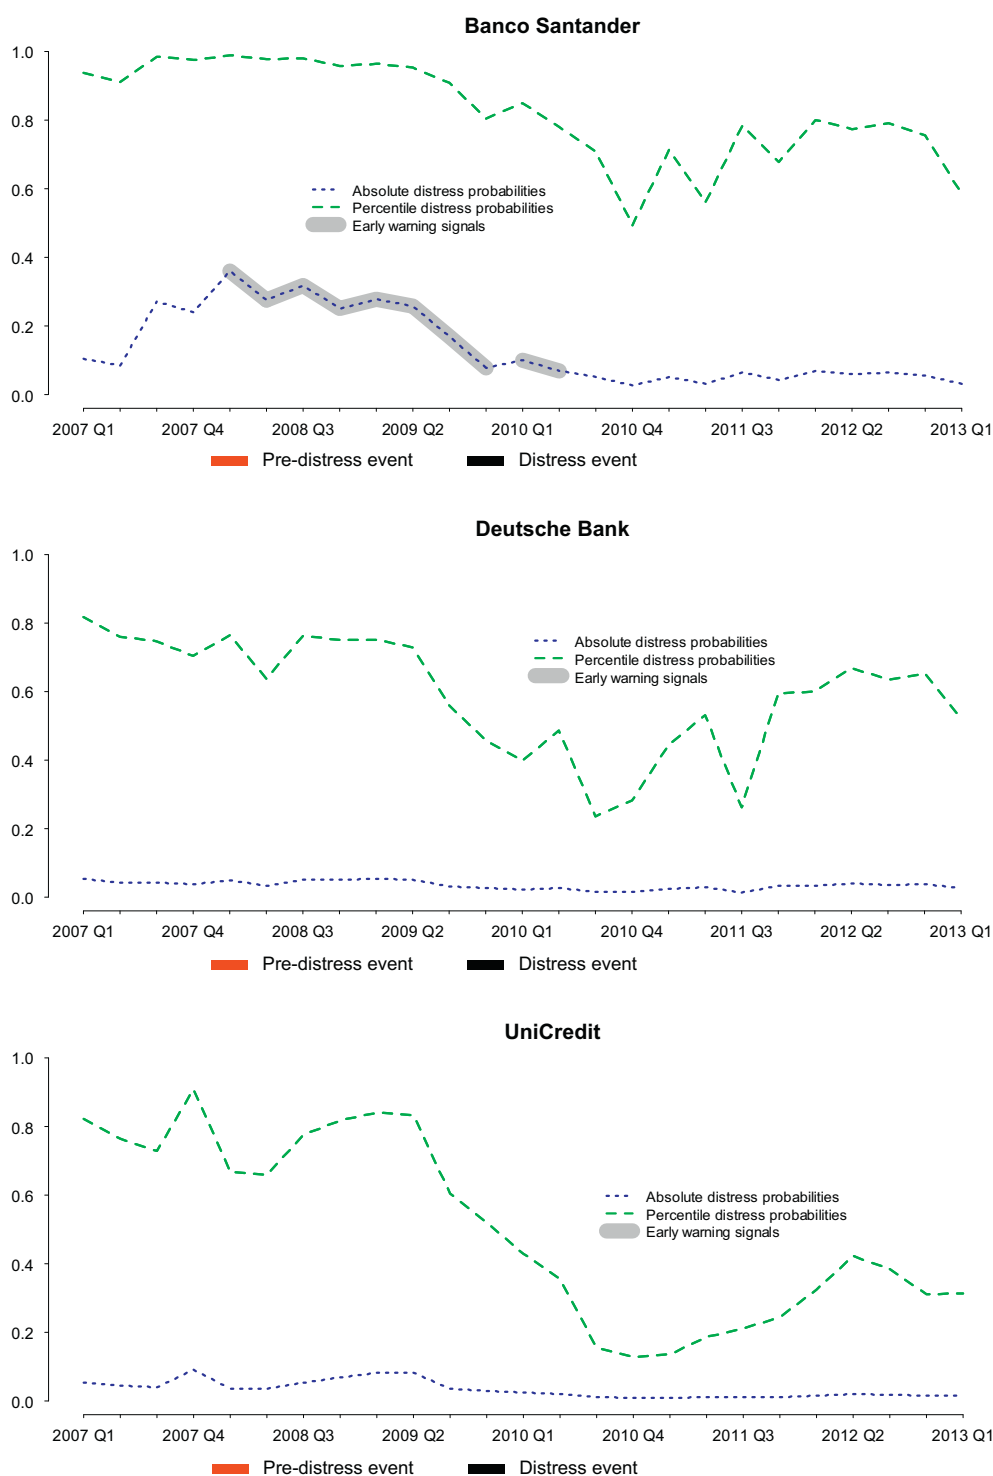 Banco Santander
1.0
0.8
0.6
0.4
0.2
0.0
Absolute distress probabilities
Percentile distress probabilities
Early warning signals
2007 Q1 2007 Q4 2008 Q3 2009 Q2 2010 Q1 2010 Q4 2011 Q3 2012 Q2 2013 Q1
Pre-distress event Distress event
Deutsche Bank
1.0
0.8
0.6
0.4
0.2
0.0
Absolute distress probabilities
Percentile distress probabilities
Early warning signals
2007 Q1 2007 Q4 2008 Q3 2009 Q2 2010 Q1 2010 Q4 2011 Q3 2012 Q2 2013 Q1
Pre-distress event Distress event
UniCredit
1.0
0.8
0.6
0.4
0.2
0.0
Absolute distress probabilities
Percentile distress probabilities
Early warning signals
2007 Q1 2007 Q4 2008 Q3 2009 Q2 2010 Q1 2010 Q4 2011 Q3 2012 Q2 2013 Q1
Pre-distress event Distress event